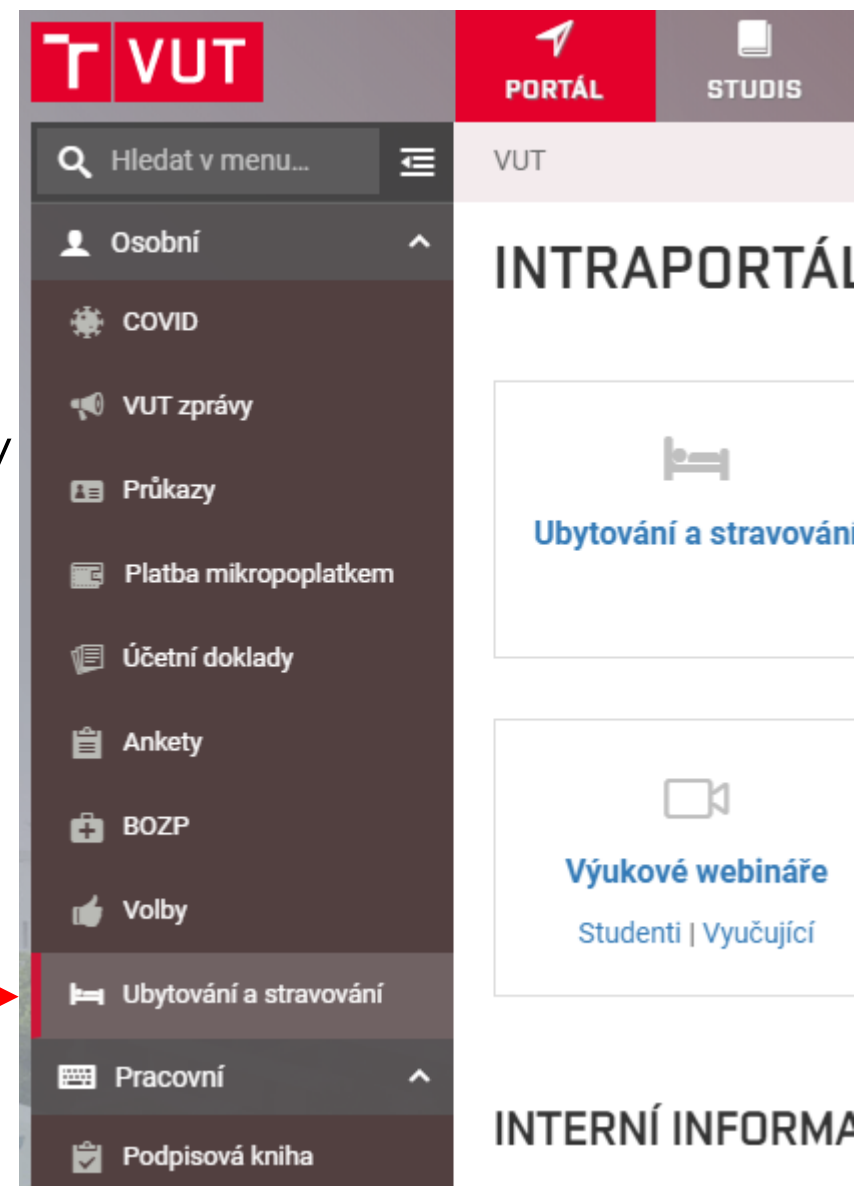 VUT
PORTÁL
STUDIS
Hledat v menu...
VUT
Osobní
INTRAPORTÁL
COVID
VUT zprávy
Průkazy
Platba mikropoplatkem
Účetní doklady
Ankety
BOZP
Volby
Ubytování a stravování
Pracovní
Podpisová kniha
Ubytování a stravování
Výukové webináře
Studenti | Vyučující
INTERNÍ INFORMA